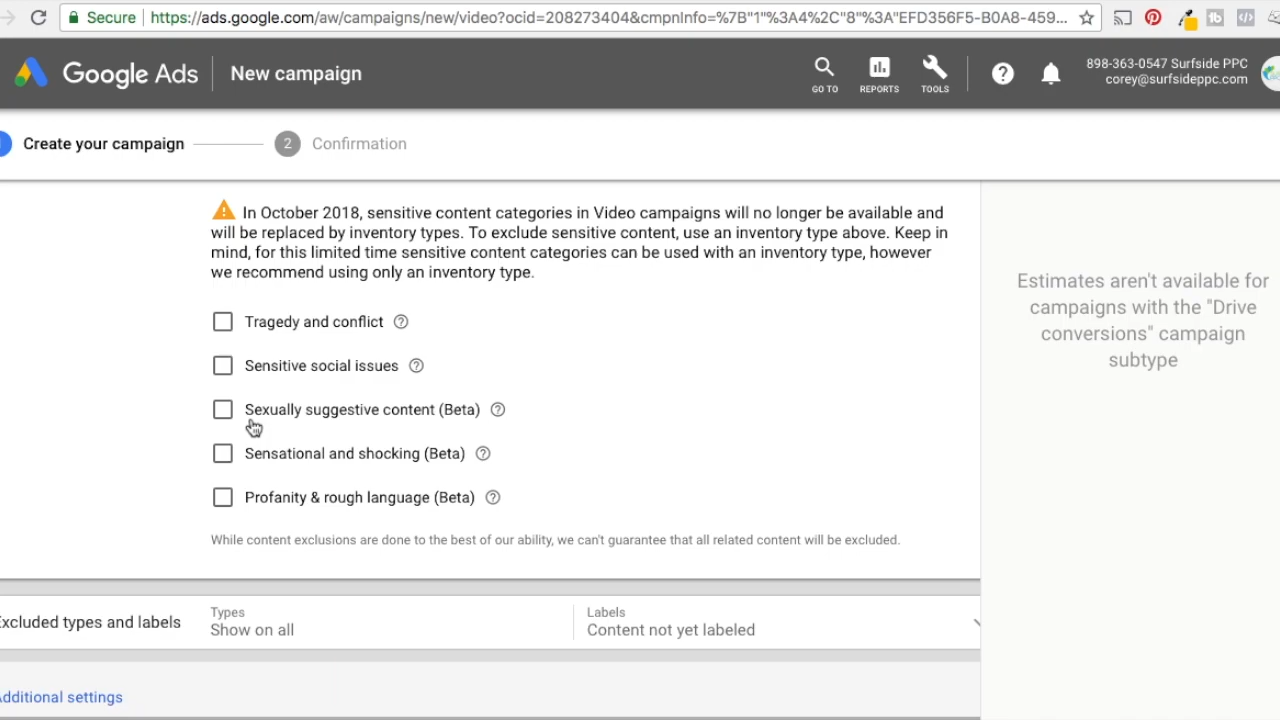 Secure
https://ads.google.com/aw/campaigns/new/video?ocid=208273404&cmpnInfo=%7B"1"%3A4%2C"8"%3A"EFD356F5-B0A8-459...
Google Ads
New campaign
GO TO
REPORTS
TOOLS
898-363-0547 Surfside PPC
corey@surfsideppc.com
Create your campaign
2
Confirmation
In October 2018, sensitive content categories in Video campaigns will no longer be available and
will be replaced by inventory types. To exclude sensitive content, use an inventory type above. Keep in
mind, for this limited time sensitive content categories can be used with an inventory type, however
we recommend using only an inventory type.
Tragedy and conflict
Sensitive social issues
Sexually suggestive content (Beta)
Sensational and shocking (Beta)
Profanity & rough language (Beta)
While content exclusions are done to the best of our ability, we can't guarantee that all related content will be excluded.
Estimates aren't available for
campaigns with the "Drive
conversions" campaign
subtype
xcluded types and labels
Types
Show on all
Labels
Content not yet labeled
dditional settings